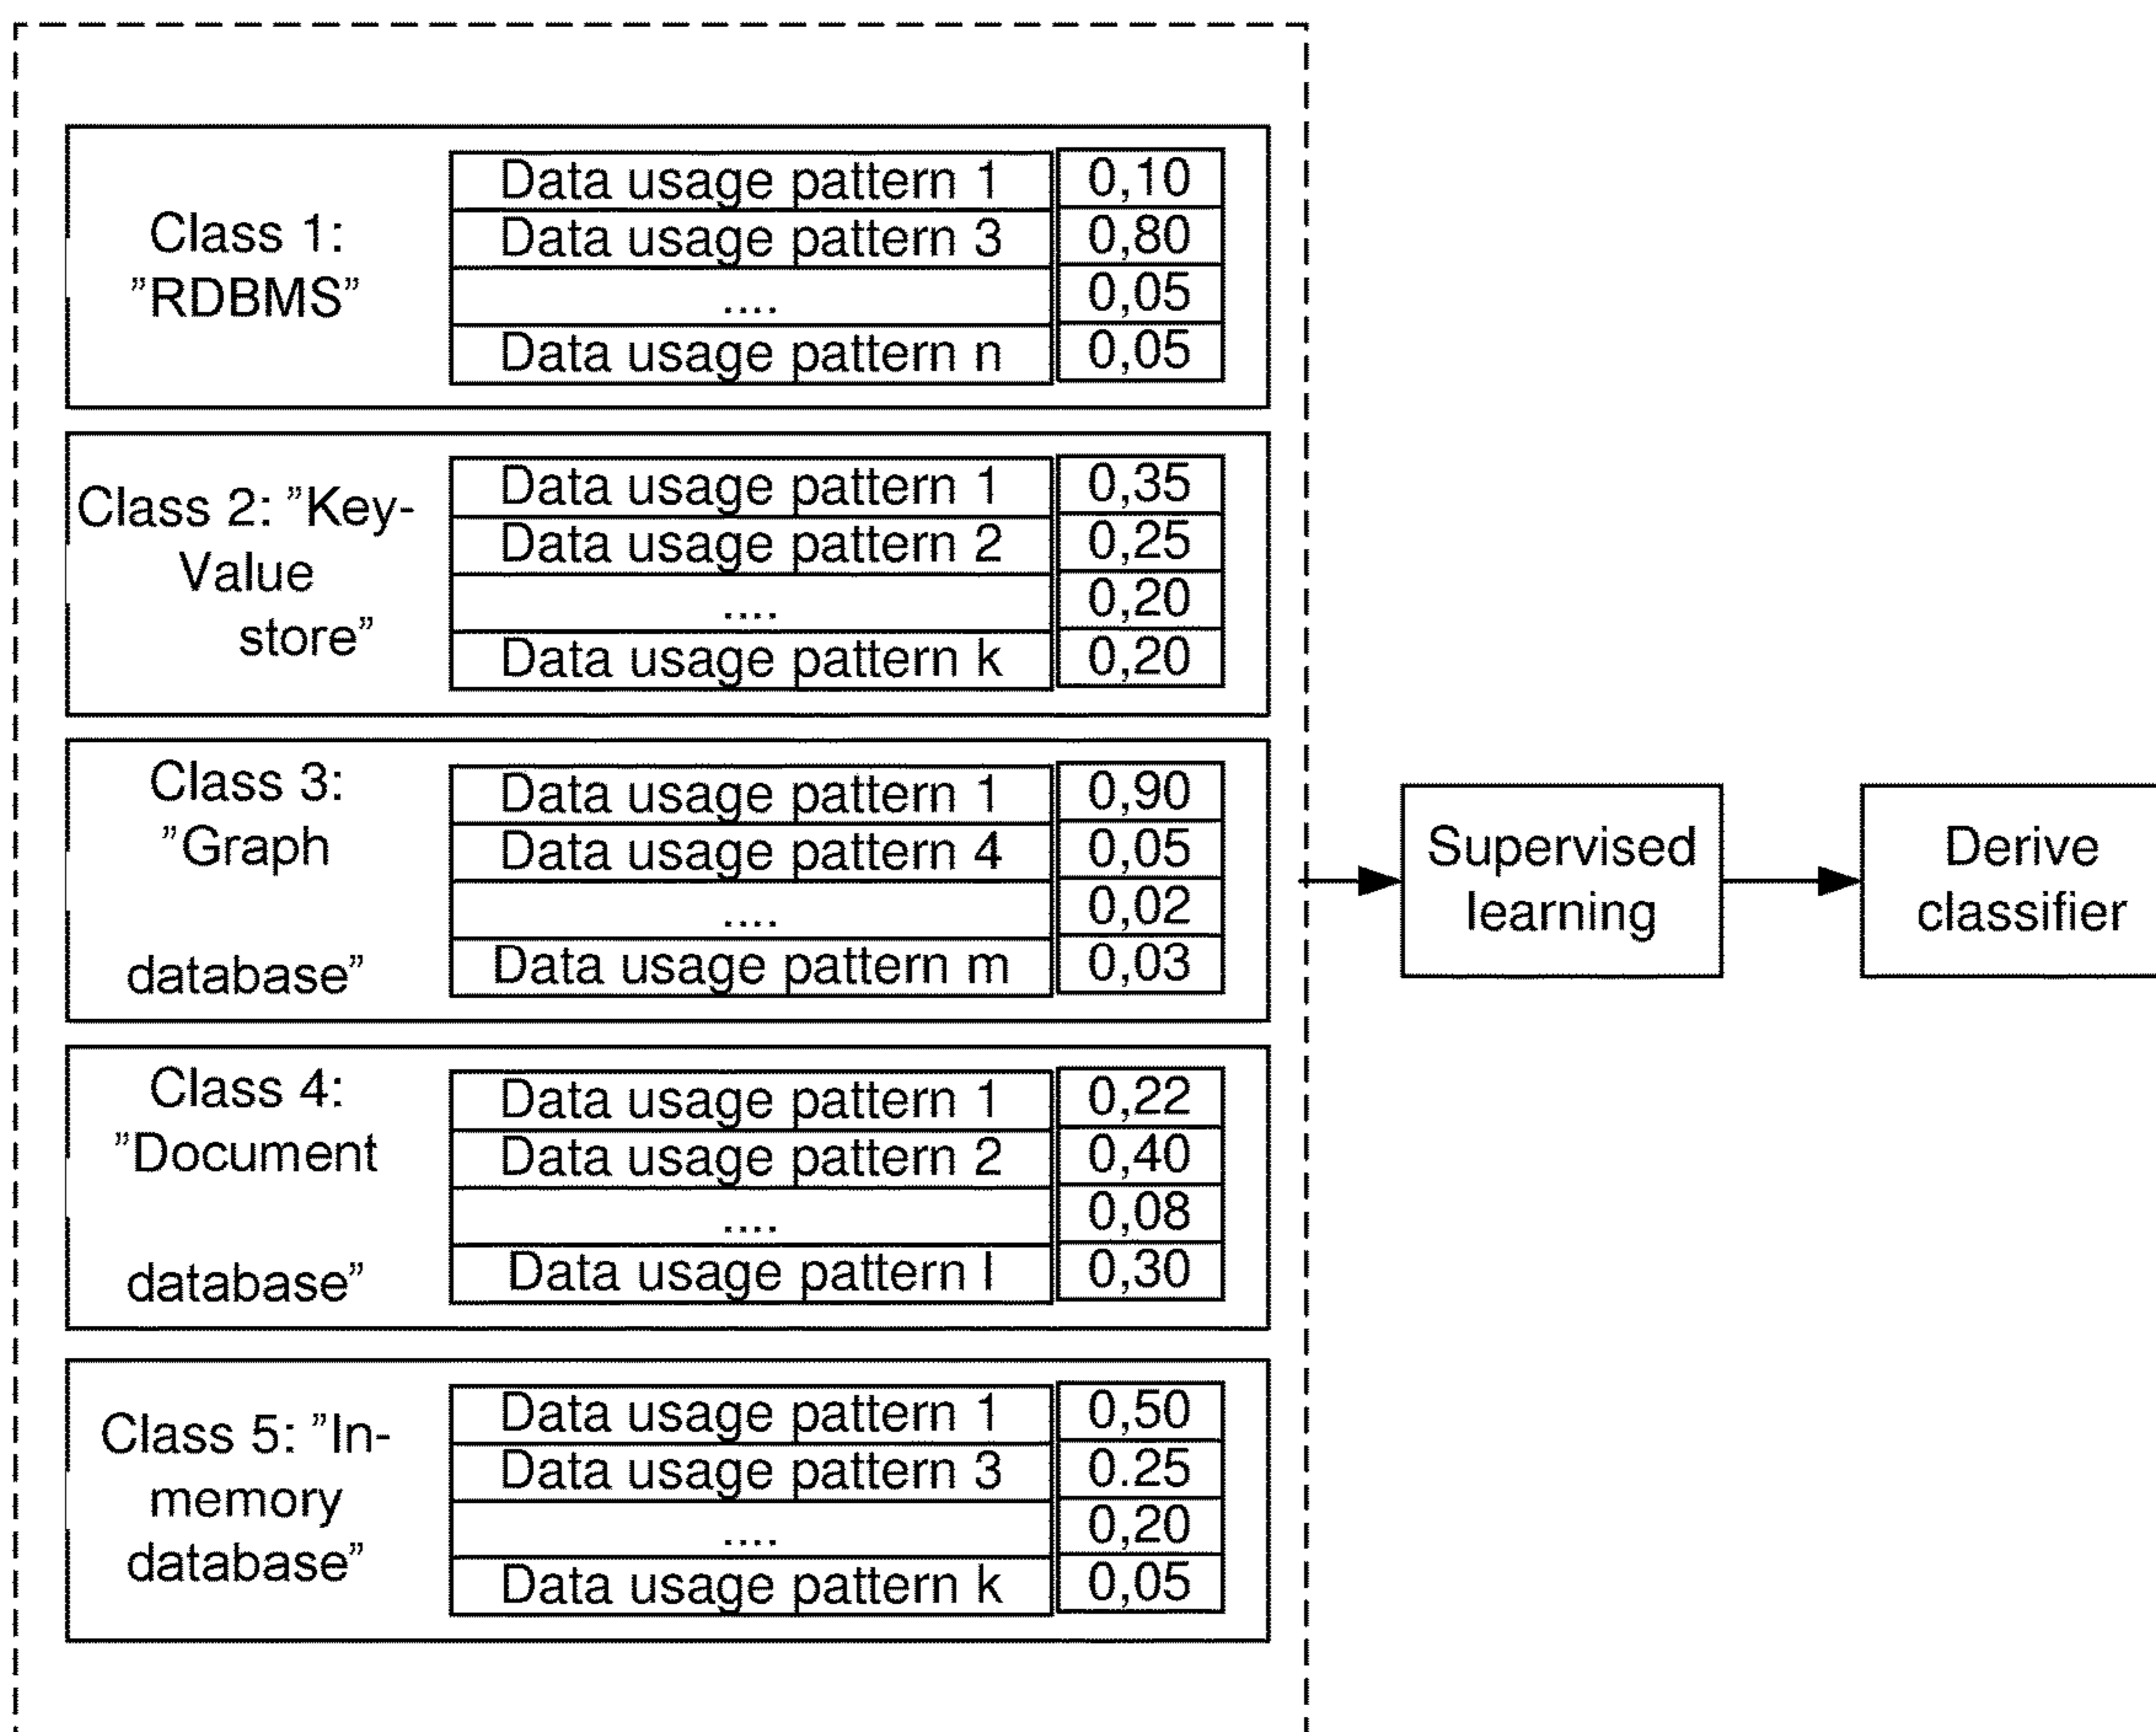 Class 1:
”RDBMS”
Data usage pattern 1 0,10
Data usage pattern 3 0,80
.... 0,05
Data usage pattern n 0,05
Class 2: ”Key-
Value
store”
Data usage pattern 1 0,35
Data usage pattern 2 0,25
.... 0,20
Data usage pattern k 0,20
Class 3:
”Graph
database”
Data usage pattern 1 0,90
Data usage pattern 4 0,05
.... 0,02
Data usage pattern m 0,03
Class 4:
”Document
database”
Data usage pattern 1 0,22
Data usage pattern 2 0,40
.... 0,08
Data usage pattern l 0,30
Class 5: ”In-
memory
database”
Data usage pattern 1 0,50
Data usage pattern 3 0.25
.... 0,20
Data usage pattern k 0,05
Supervised
learning
Derive
classifier